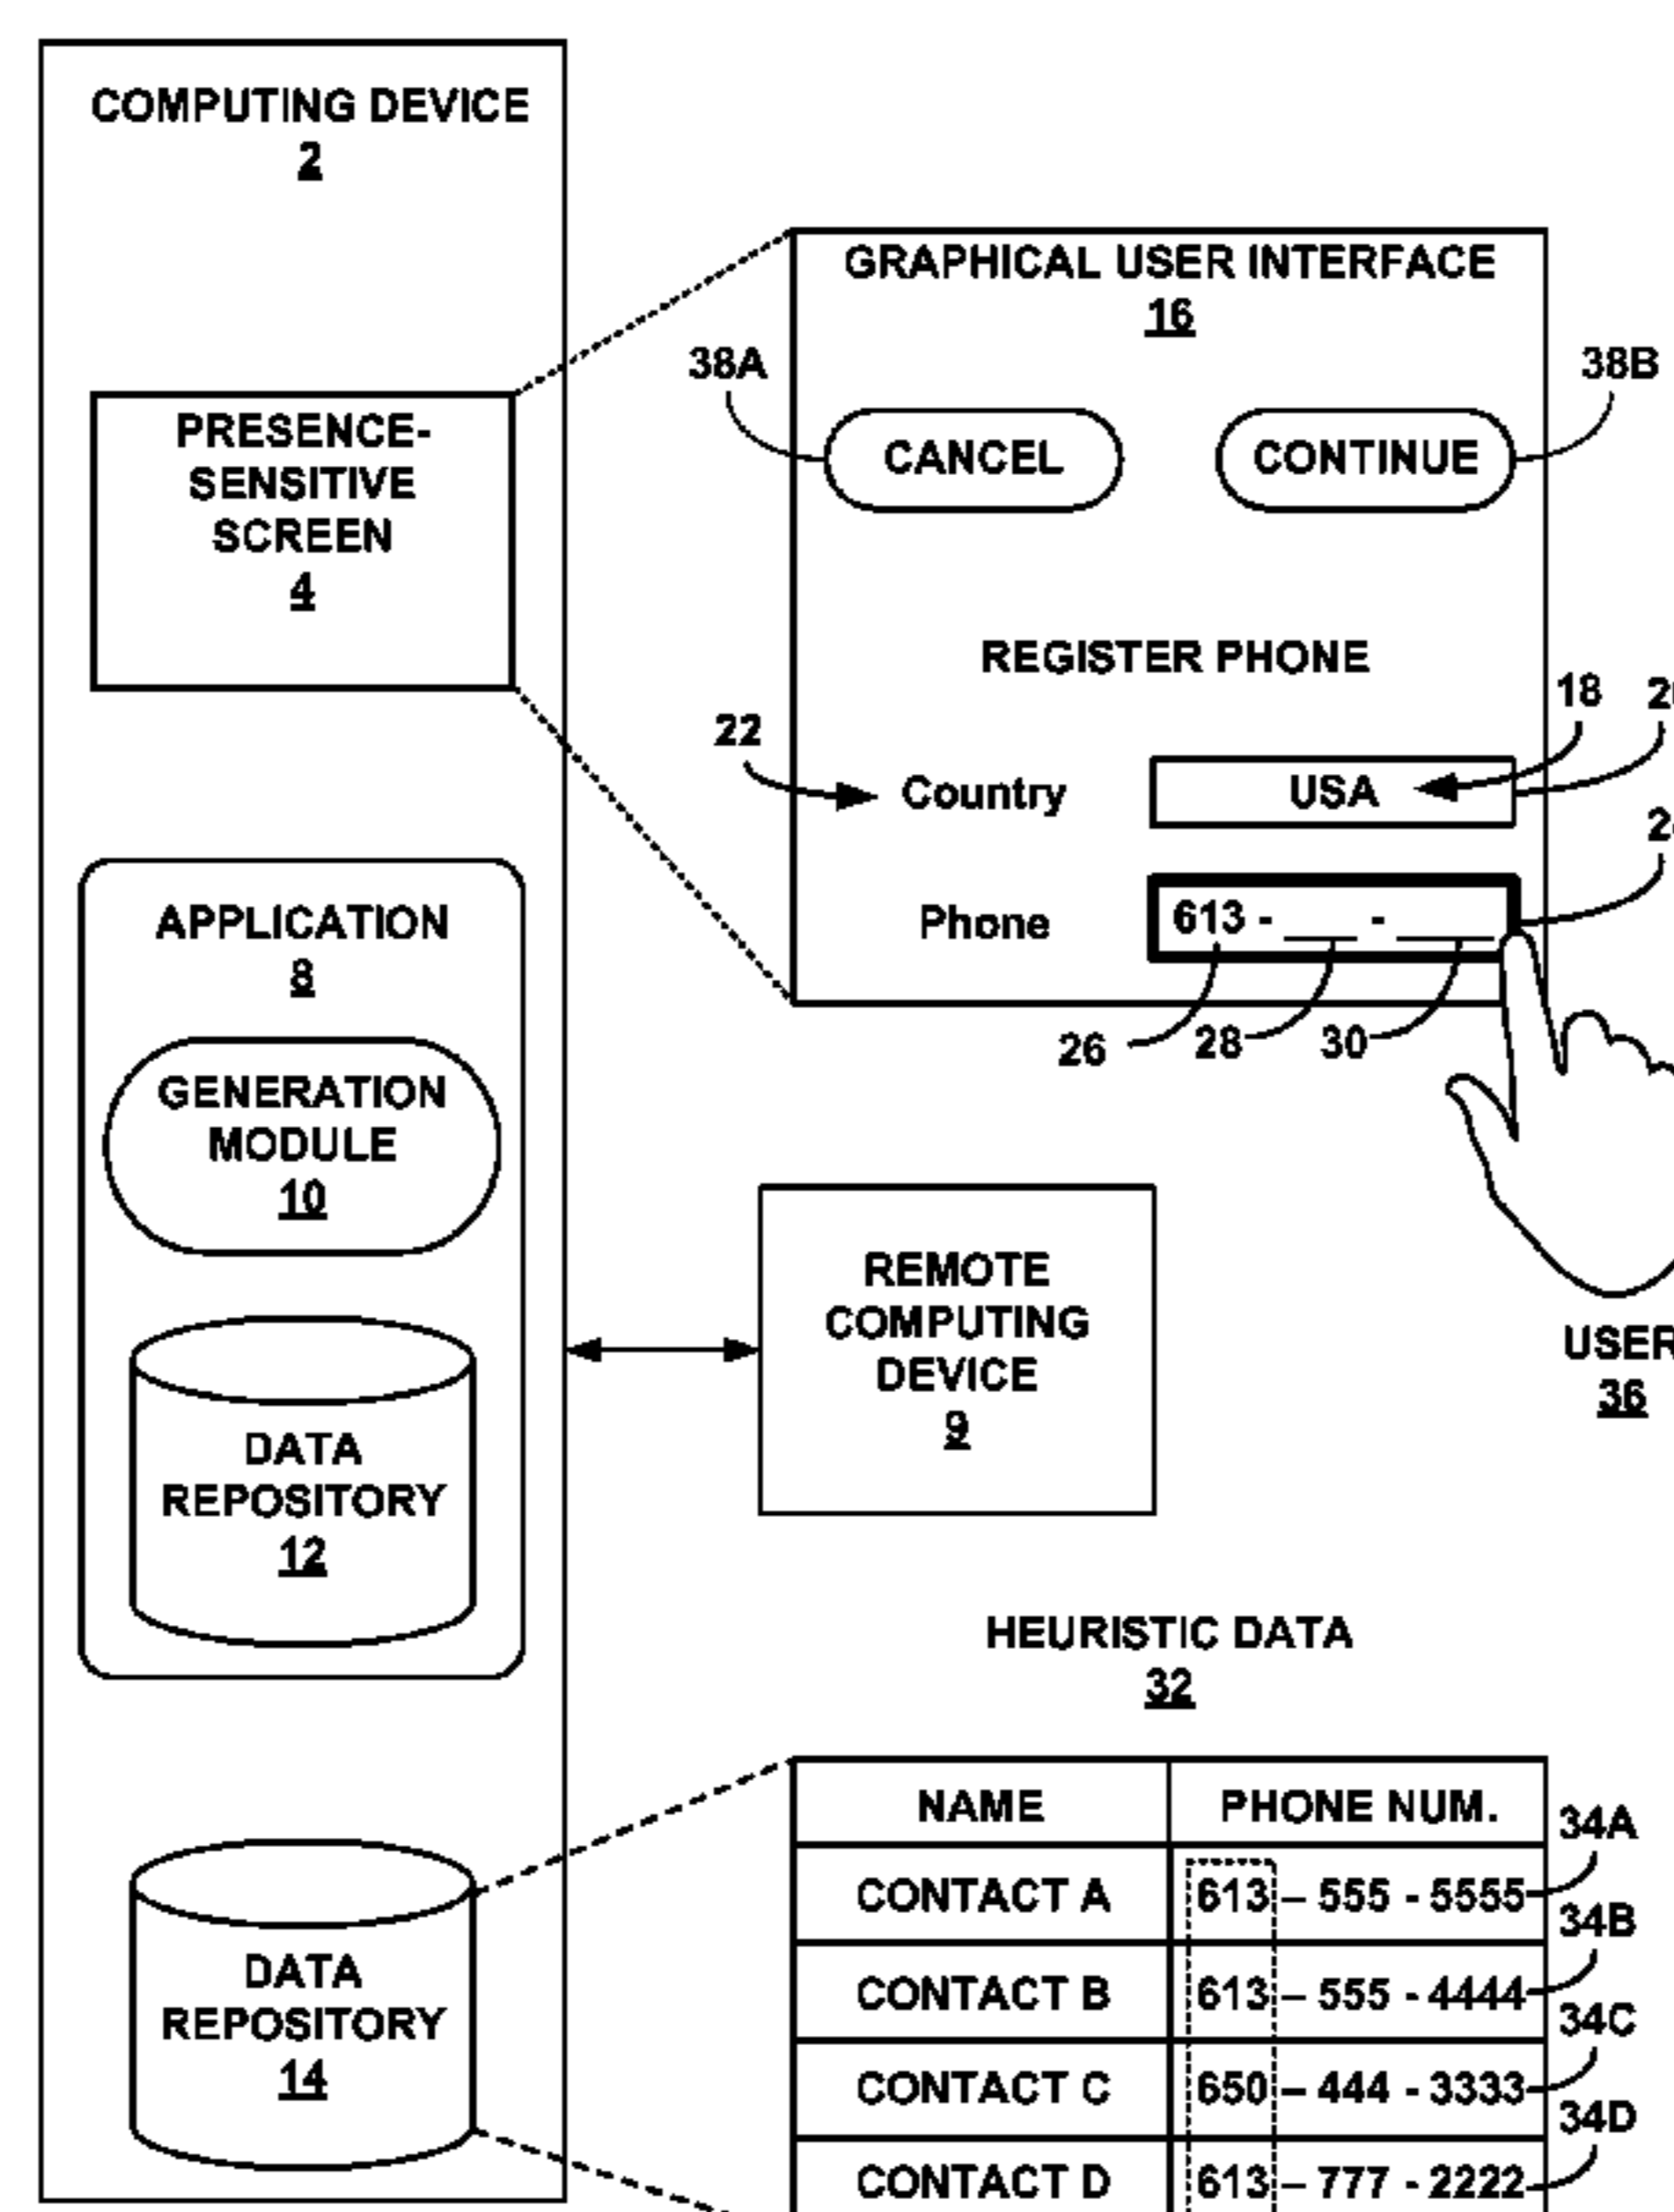 COMPUTING DEVICE
2
PRESENCE-
SENSITIVE
SCREEN
4
APPLICATION
8
GENERATION
MODULE
10
DATA
REPOSITORY
12
DATA
REPOSITORY
14
GRAPHICAL USER INTERFACE
16
38A
38B
CANCEL
CONTINUE
REGISTER PHONE
18
22
Country
USA
Phone
613 - ___ - ____
26
28
30
REMOTE
COMPUTING
DEVICE
9
USER
36
HEURISTIC DATA
32
NAME PHONE NUM.
34A
CONTACT A 613 – 555 - 5555
34B
CONTACT B 613 – 555 - 4444
34C
CONTACT C 650 – 444 - 3333
34D
CONTACT D 613 – 777 - 2222